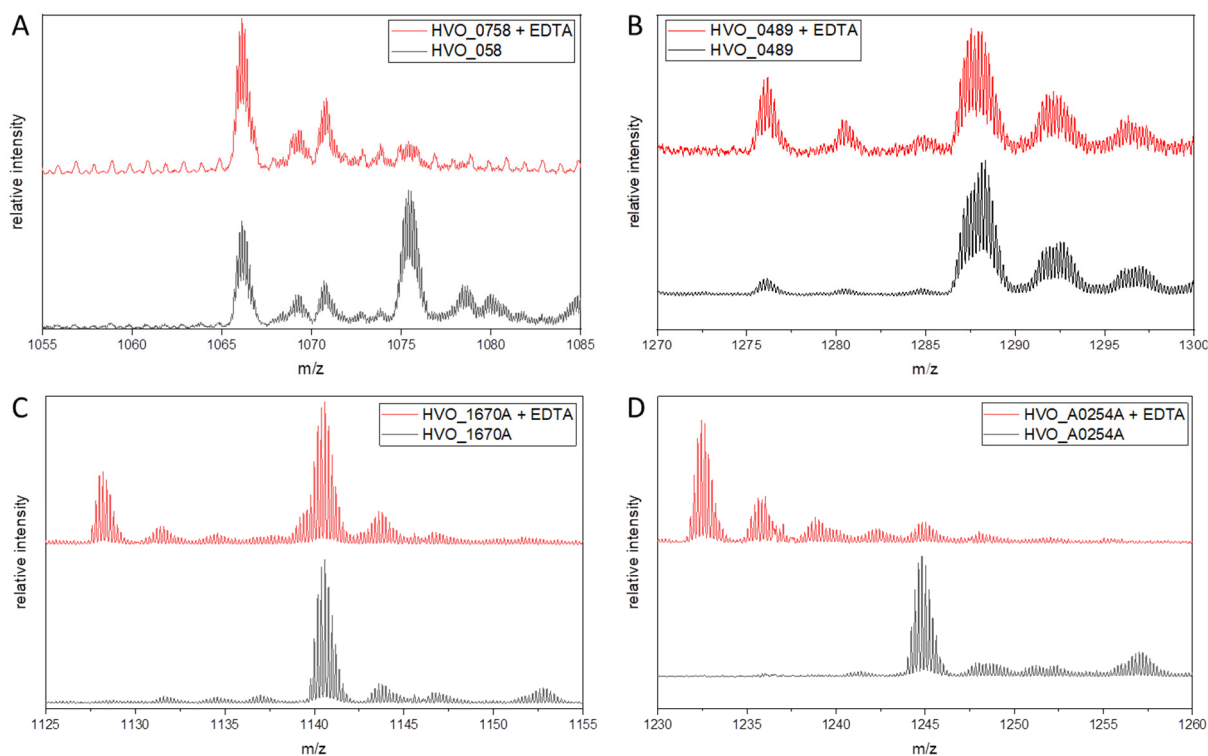 A
HVO_0758 + EDTA
HVO_058
relative intensity
1055 1060 1065 1070 1075 1080 1085
m/z
B
HVO_0489 + EDTA
HVO_0489
relative intensity
1270 1275 1280 1285 1290 1295 1300
m/z
C
HVO_1670A + EDTA
HVO_1670A
relative intensity
1125 1130 1135 1140 1145 1150 1155
m/z
D
HVO_A0254A + EDTA
HVO_A0254A
relative intensity
1230 1235 1240 1245 1250 1255 1260
m/z